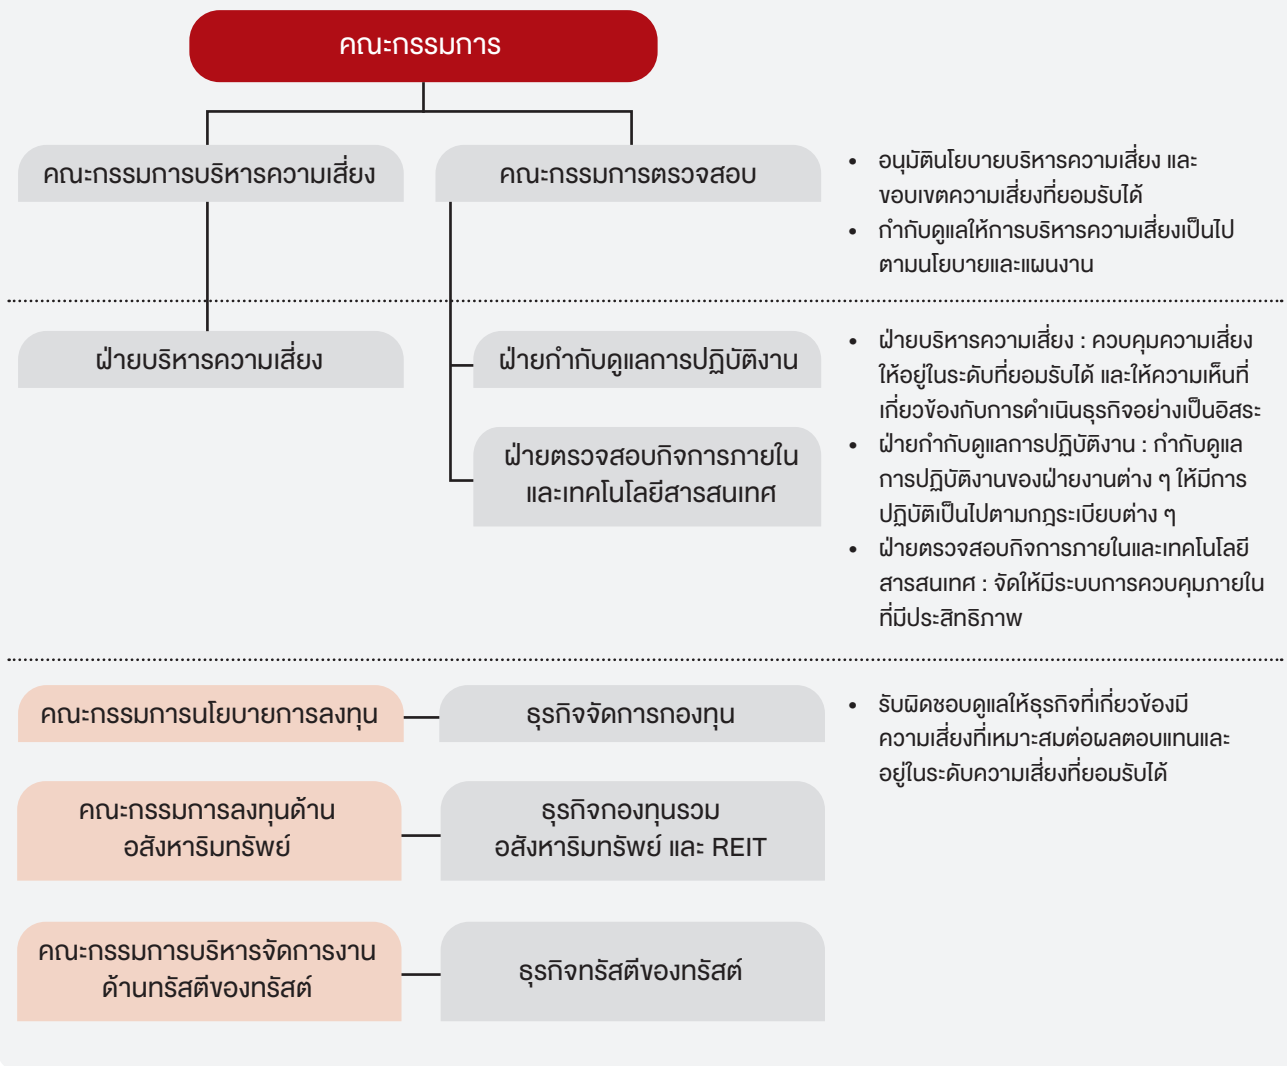 คณะกรรมการ
คณะกรรมการบริหารความเสี่ยง
คณะกรรมการตรวจสอบ
• อนุมัตินโยบายบริหารความเสี่ยง และ
ขอบเขตความเสี่ยงที่ยอมรับได้
• กำกับดูแลให้การบริหารความเสี่ยงเป็นไป
ตามนโยบายและแผนงาน
ฝ่ายบริหารความเสี่ยง
ฝ่ายกำกับดูแลการปฏิบัติงาน
ฝ่ายตรวจสอบกิจการภายใน
และเทคโนโลยีสารสนเทศ
• ฝ่ายบริหารความเสี่ยง : ควบคุมความเสี่ยง
ให้อยู่ในระดับที่ยอมรับได้ และให้ความเห็นที่
เกี่ยวข้องกับการดำเนินธุรกิจอย่างเป็นอิสระ
• ฝ่ายกำกับดูแลการปฏิบัติงาน : กำกับดูแล
การปฏิบัติงานของฝ่ายงานต่าง ๆ ให้มีการ
ปฏิบัติเป็นไปตามกฎระเบียบต่าง ๆ
• ฝ่ายตรวจสอบกิจการภายในและเทคโนโลยี
สารสนเทศ : จัดให้มีระบบการควบคุมภายใน
ที่มีประสิทธิภาพ
คณะกรรมการนโยบายการลงทุน
ธุรกิจจัดการกองทุน
• รับผิดชอบดูแลให้ธุรกิจที่เกี่ยวข้องมี
ความเสี่ยงที่เหมาะสมต่อผลตอบแทนและ
อยู่ในระดับความเสี่ยงที่ยอมรับได้
คณะกรรมการลงทุนด้าน
อสังหาริมทรัพย์
ธุรกิจกองทุนรวม
อสังหาริมทรัพย์ และ REIT
คณะกรรมการบริหารจัดการงาน
ด้านทรัสตีของทรัสต์
ธุรกิจทรัสตีของทรัสต์